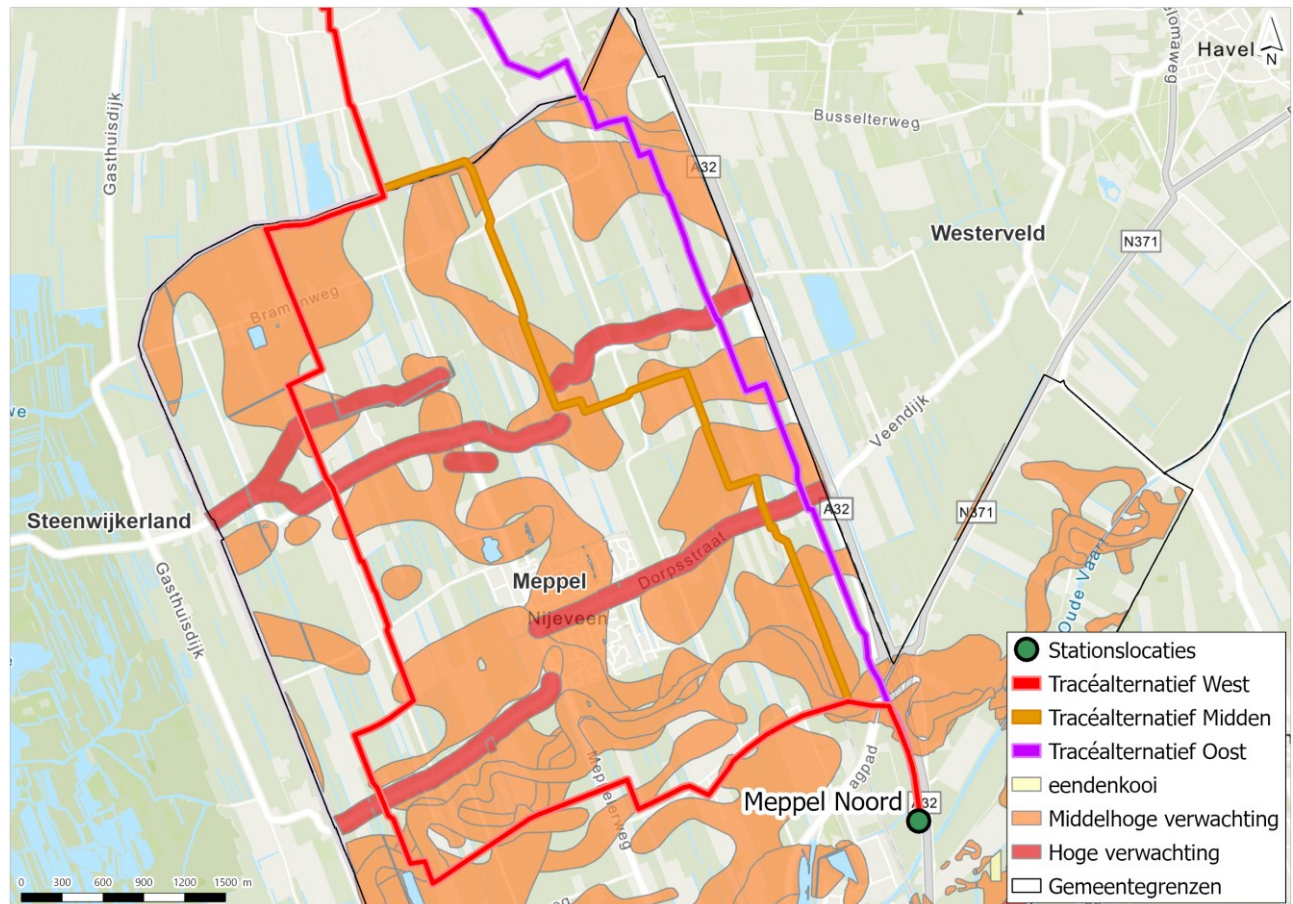 Havel
N
Gasthuisdijk
Busselterweg
A32
Westerveld
N371
Bramenweg
Veendijk
Steenwijkerland
A32
N371
Dorpsstraat
Meppel
Nijeveen
Gasthuisdijk
Oude Vaart
Meppelerweg
agpad
Meppel Noord
A32
Stationslocaties
Tracéalternatief West
Tracéalternatief Midden
Tracéalternatief Oost
eendenkooi
Middelhoge verwachting
Hoge verwachting
Gemeentegrenzen
0 300 600 900 1200 1500 m